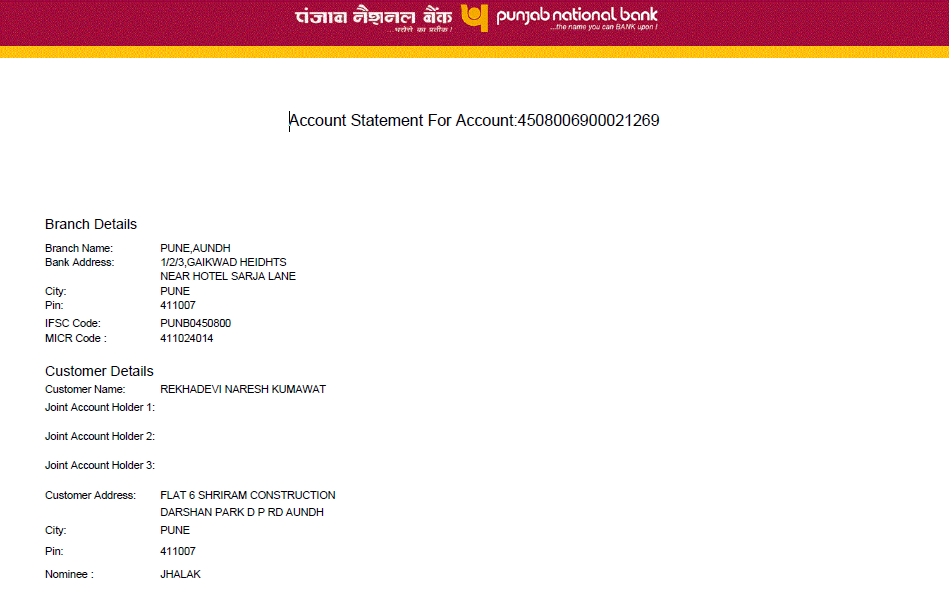 पंजाब नैशनल बैंक punjab national bank
...भरोसे का प्रतीक ! ...the name you can BANK upon !
Account Statement For Account:4508006900021269
Branch Details
Branch Name: PUNE,AUNDH
Bank Address: 1/2/3,GAIKWAD HEIDHTS
NEAR HOTEL SARJA LANE
City: PUNE
Pin: 411007
IFSC Code: PUNB0450800
MICR Code : 411024014
Customer Details
Customer Name: REKHADEVI NARESH KUMAWAT
Joint Account Holder 1:
Joint Account Holder 2:
Joint Account Holder 3:
Customer Address: FLAT 6 SHRIRAM CONSTRUCTION
DARSHAN PARK D P RD AUNDH
City: PUNE
Pin: 411007
Nominee : JHALAK